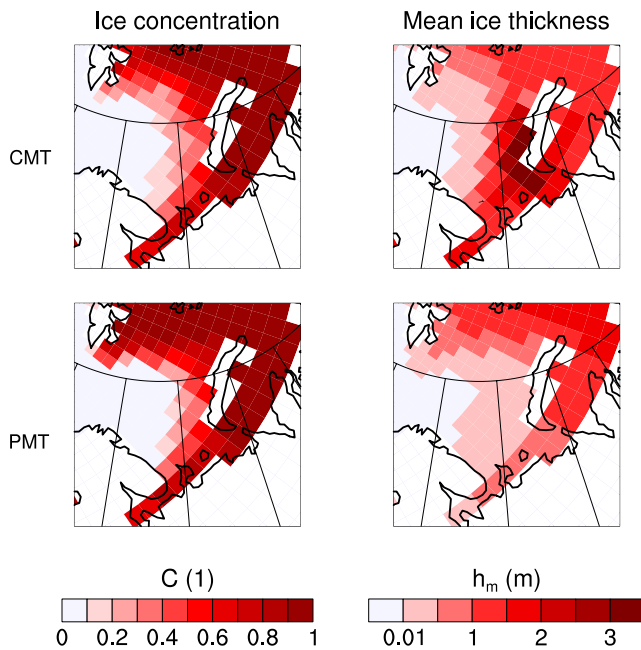 Ice concentration
Mean ice thickness
CMT
PMT
C (1)
h_m (m)
0 0.2 0.4 0.6 0.8 1
0.01 1 2 3